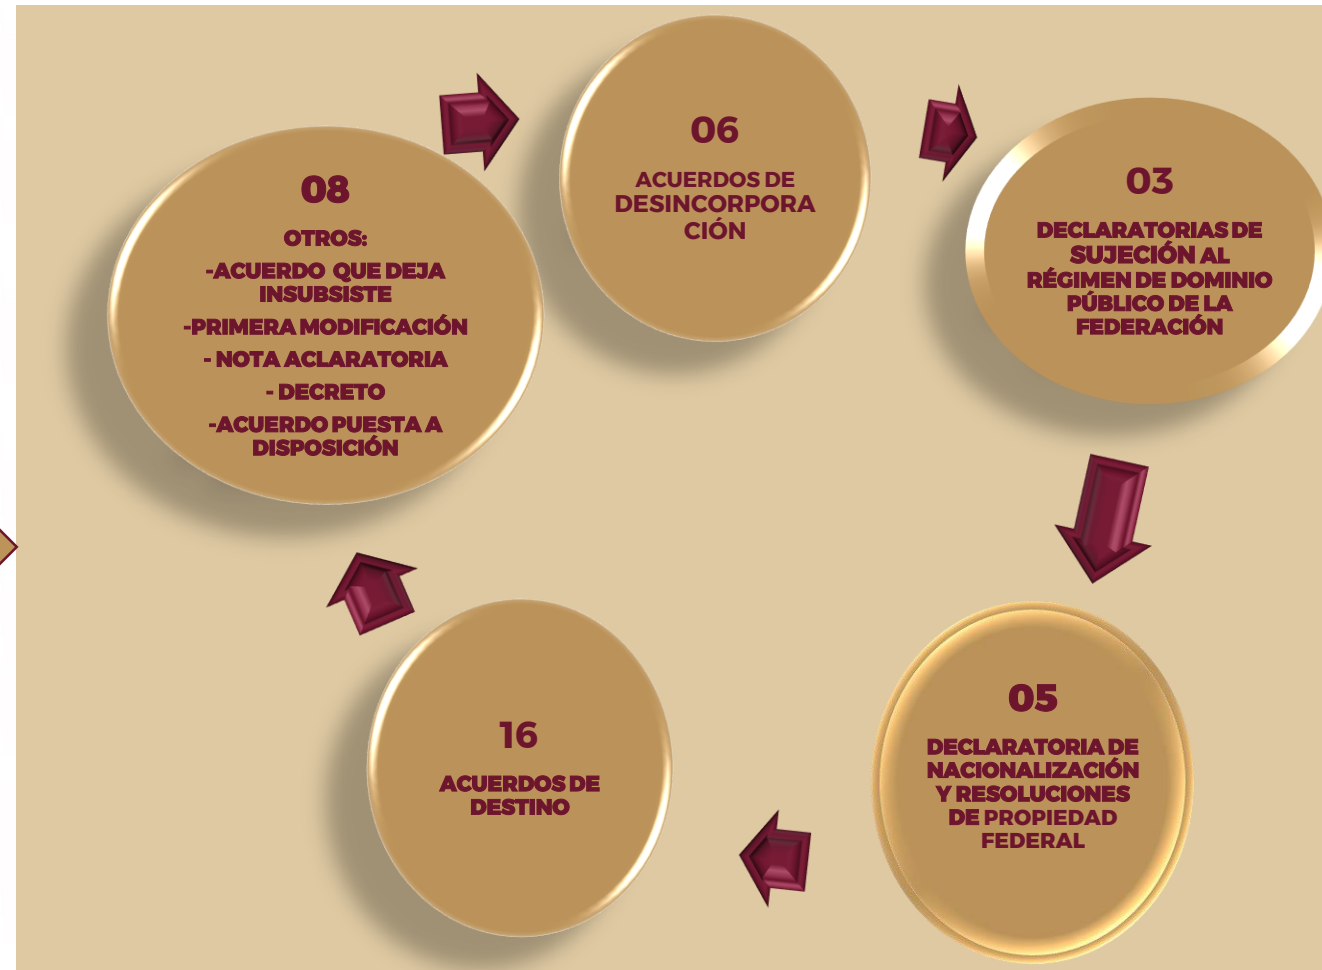 06
ACUERDOS DE
DESINCORPORA
CIÓN
03
DECLARATORIAS DE
SUJECIÓN AL
RÉGIMEN DE DOMINIO
PÚBLICO DE LA
FEDERACIÓN
05
DECLARATORIA DE
NACIONALIZACIÓN
Y RESOLUCIONES
DE PROPIEDAD
FEDERAL
16
ACUERDOS DE
DESTINO
08
OTROS:
-ACUERDO QUE DEJA
INSUBSISTE
-PRIMERA MODIFICACIÓN
- NOTA ACLARATORIA
- DECRETO
-ACUERDO PUESTA A
DISPOSICIÓN